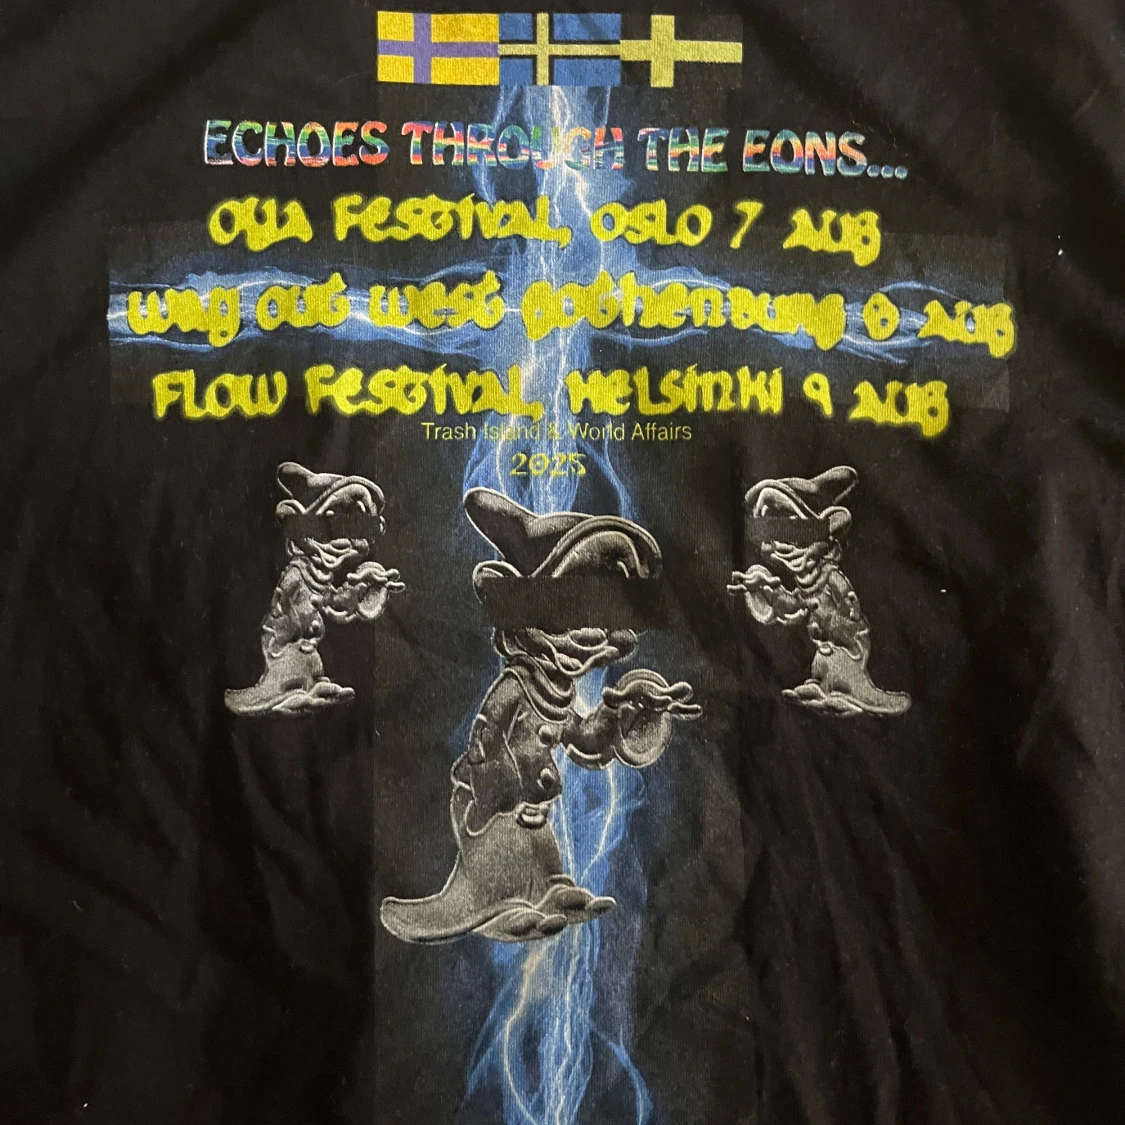 ECHOES THROUGH THE EONS...
OYA FESTIVAL, OSLO 7 AUG
WAY OUT WEST GOTHENBURG 8 AUG
FLOW FESTIVAL, HELSINKI 9 AUG
Trash Island & World Affairs
2025